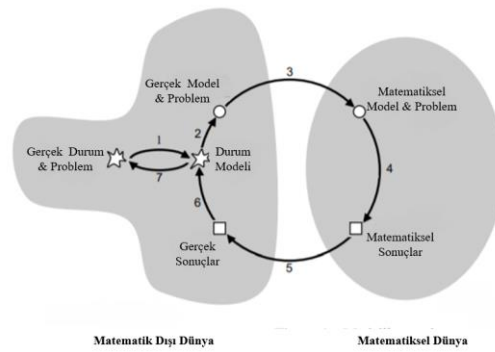 Gerçek Model
& Problem
3
Matematiksel
Model & Problem
2
1
Gerçek Durum
& Problem
Durum
Modeli
7
4
6
Gerçek
Sonuçlar
Matematiksel
Sonuçlar
5
Matematik Dışı Dünya
Matematiksel Dünya